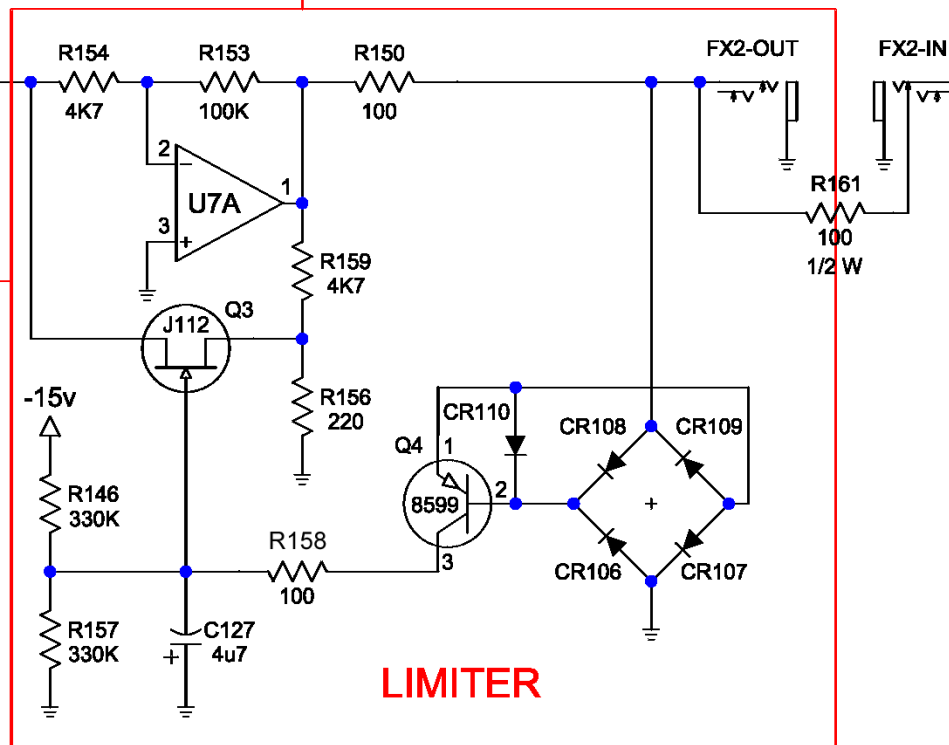 R154
4K7
R153
100K
R150
100
FX2-OUT
FX2-IN
2
−
U7A
1
3
+
R159
4K7
R161
100
1/2 W
Q3
J112
R156
220
-15v
CR110
CR108
CR109
Q4
1
8599
2
+
3
R146
330K
R158
100
CR106
CR107
R157
330K
C127
4u7
+
LIMITER